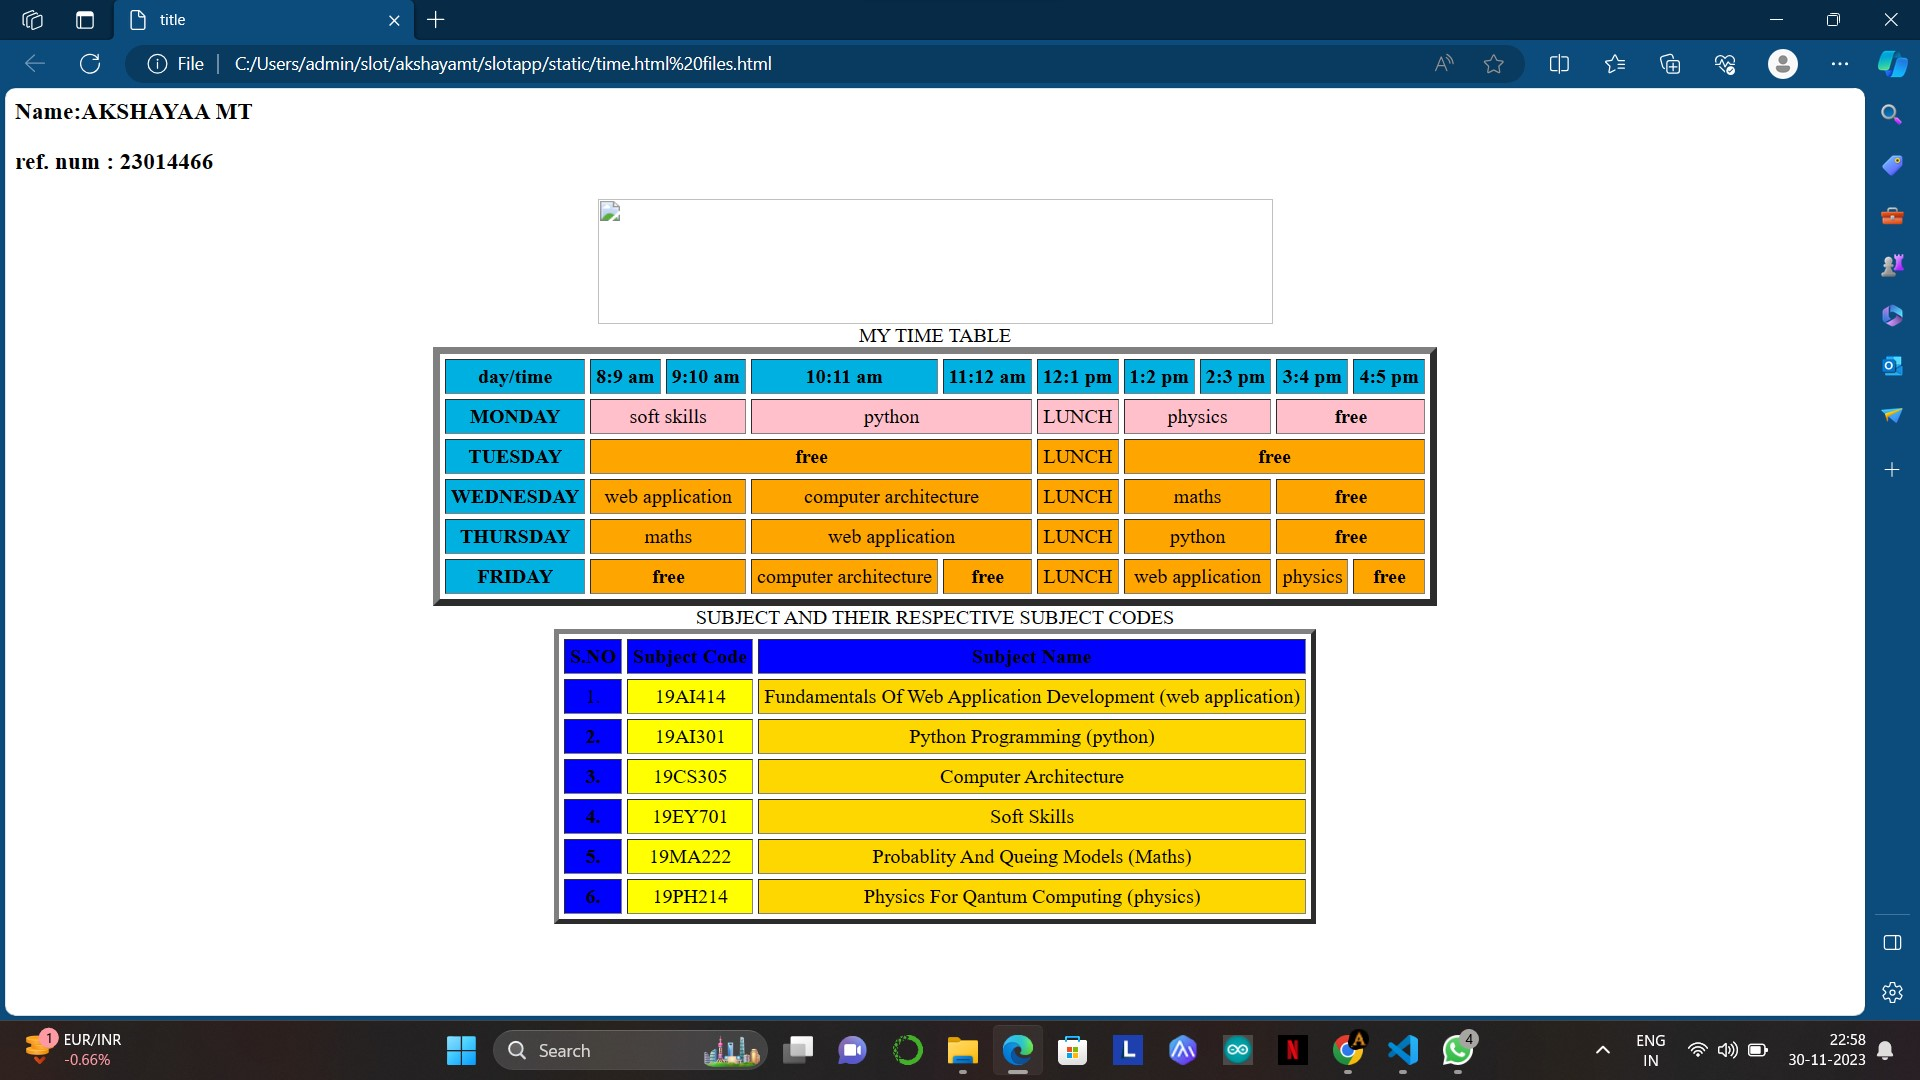 title
File
C:/Users/admin/slot/akshayamt/slotapp/static/time.html%20files.html
Name:AKSHAYAA MT
ref. num : 23014466
MY TIME TABLE
day/time 8:9 am 9:10 am 10:11 am 11:12 am 12:1 pm 1:2 pm 2:3 pm 3:4 pm 4:5 pm
MONDAY soft skills python LUNCH physics free
TUESDAY free LUNCH free
WEDNESDAY web application computer architecture LUNCH maths free
THURSDAY maths web application LUNCH python free
FRIDAY free computer architecture free LUNCH web application physics free
SUBJECT AND THEIR RESPECTIVE SUBJECT CODES
S.NO Subject Code Subject Name
1. 19AI414 Fundamentals Of Web Application Development (web application)
2. 19AI301 Python Programming (python)
3. 19CS305 Computer Architecture
4. 19EY701 Soft Skills
5. 19MA222 Probablity And Queing Models (Maths)
6. 19PH214 Physics For Qantum Computing (physics)
1 EUR/INR
-0.66%
Search
L
N
A
4
ENG
IN
22:58
30-11-2023